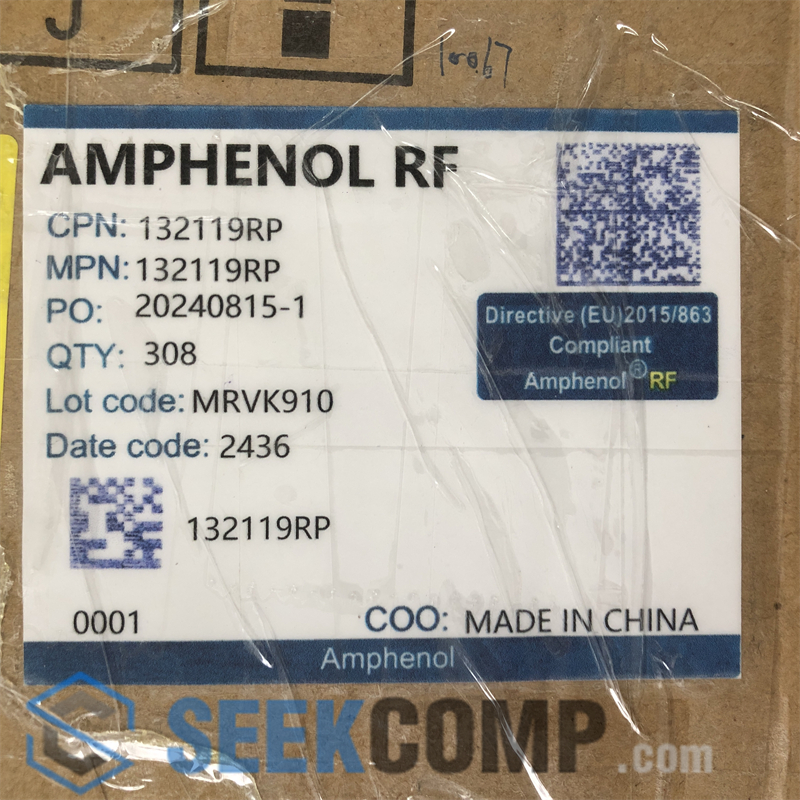 J
AMPHENOL RF
CPN: 132119RP
MPN: 132119RP
PO: 20240815-1
QTY: 308
Lot code: MRVK910
Date code: 2436
Directive (EU)2015/863
Compliant
Amphenol® RF
132119RP
0001
COO: MADE IN CHINA
Amphenol
SEEKCOMP.com